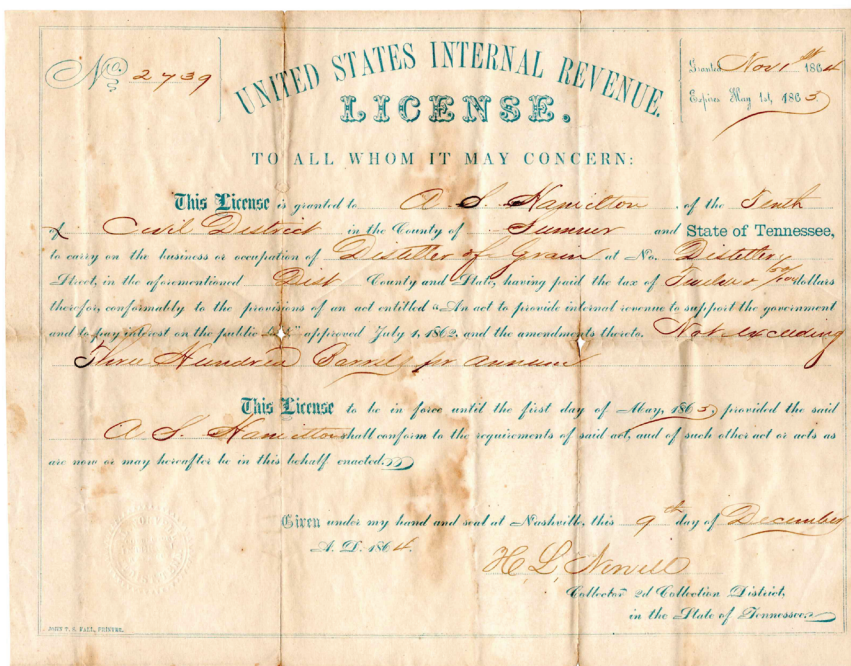 No. 2739
UNITED STATES INTERNAL REVENUE
LICENSE.
Granted Nov 1st 1864
Expires May 1st, 1865.
TO ALL WHOM IT MAY CONCERN:
This License is granted to A. S. Hamilton of the Tenth
Civil District in the County of Sumner and State of Tennessee,
to carry on the business or occupation of Distiller of Grain at No. Distillery
Street, in the aforementioned Dist County and State, having paid the tax of dollars
therefor, conformably to the provisions of an act entitled "An act to provide internal revenue to support the government
and to pay interest on the public debt" approved July 1, 1862, and the amendments thereto. Not exceeding
Three Hundred Barrels per annum
This License to be in force until the first day of May, 1865, provided the said
A S. Hamilton shall conform to the requirements of said act, and of such other act or acts as
are now or may hereafter be in this behalf enacted.
Given under my hand and seal at Nashville, this 9th day of December
A. D. 1864.
Collector 2d Collection District,
in the State of Tennessee.
JOHN T. S. FALL, PRINTER.